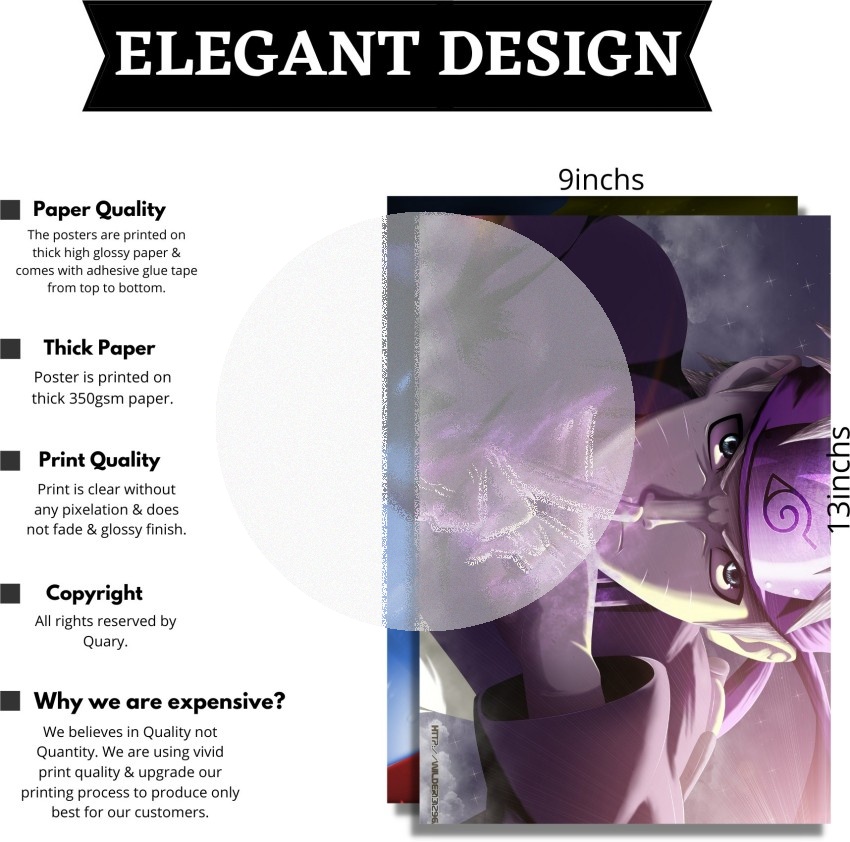 ELEGANT DESIGN
9inchs
Paper Quality
The posters are printed on
thick high glossy paper &
comes with adhesive glue tape
from top to bottom.
Thick Paper
Poster is printed on
thick 350gsm paper.
Print Quality
Print is clear without
any pixelation & does
not fade & glossy finish.
Copyright
All rights reserved by
Quary.
Why we are expensive?
We believes in Quality not
Quantity. We are using vivid
print quality & upgrade our
printing process to produce only
best for our customers.
13inchs